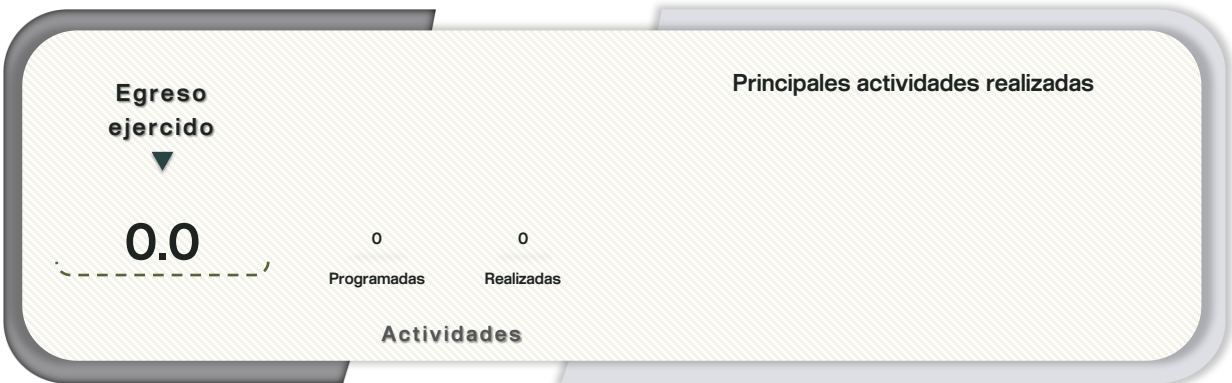 Egreso
ejercido
0.0
0
Programadas
0
Realizadas
Actividades
Principales actividades realizadas